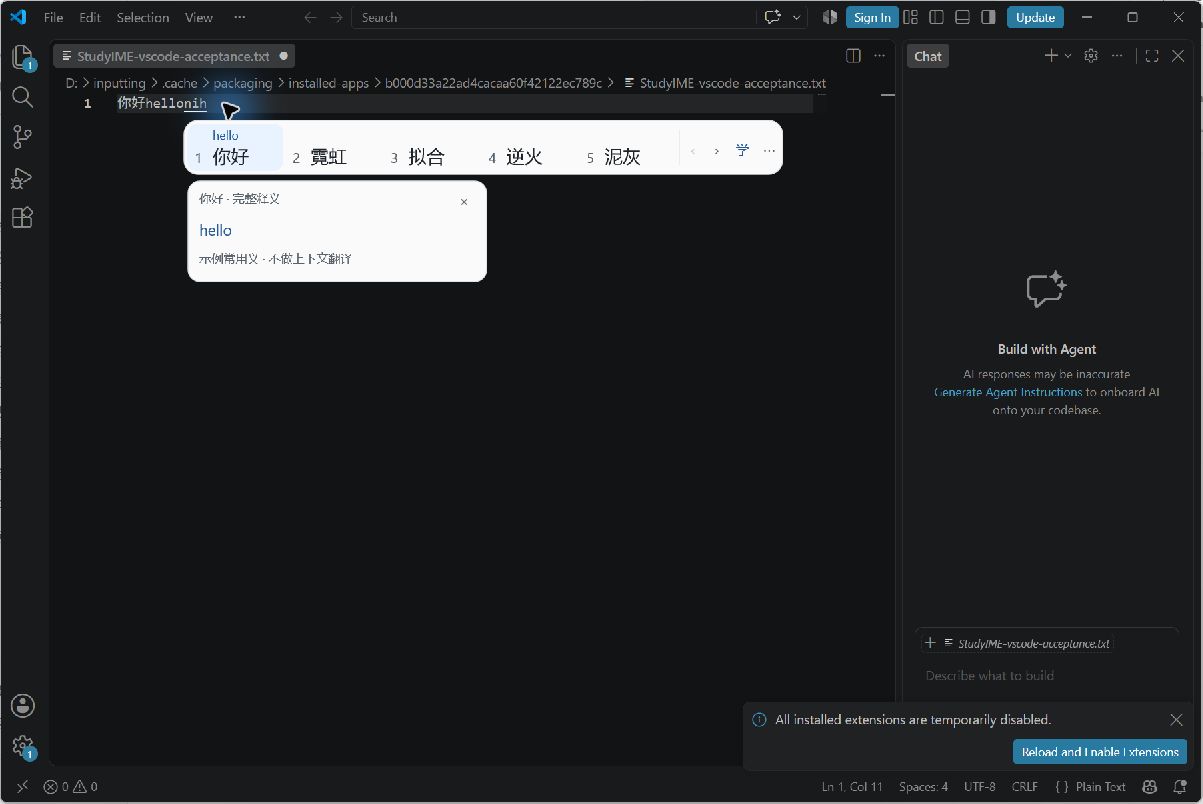 File Edit Selection View ··· Search Sign In Update
StudyIME-vscode-acceptance.txt
Chat
D: > inputting > .cache > packaging > installed-apps > b000d33a22ad4cacaa60f42122ec789c > StudyIME-vscode-acceptance.txt
1 你好hellonih
hello
1 你好 2 霓虹 3 拟合 4 逆火 5 泥灰 学 ···
你好 · 完整释义 ×
hello
示例常用义 · 不做上下文翻译
Build with Agent
AI responses may be inaccurate
Generate Agent Instructions to onboard AI
onto your codebase.
StudyIME-vscode-acceptance.txt
Describe what to build
All installed extensions are temporarily disabled.
Reload and Enable Extensions
1
1
0 0 Ln 1, Col 11 Spaces: 4 UTF-8 CRLF {} Plain Text